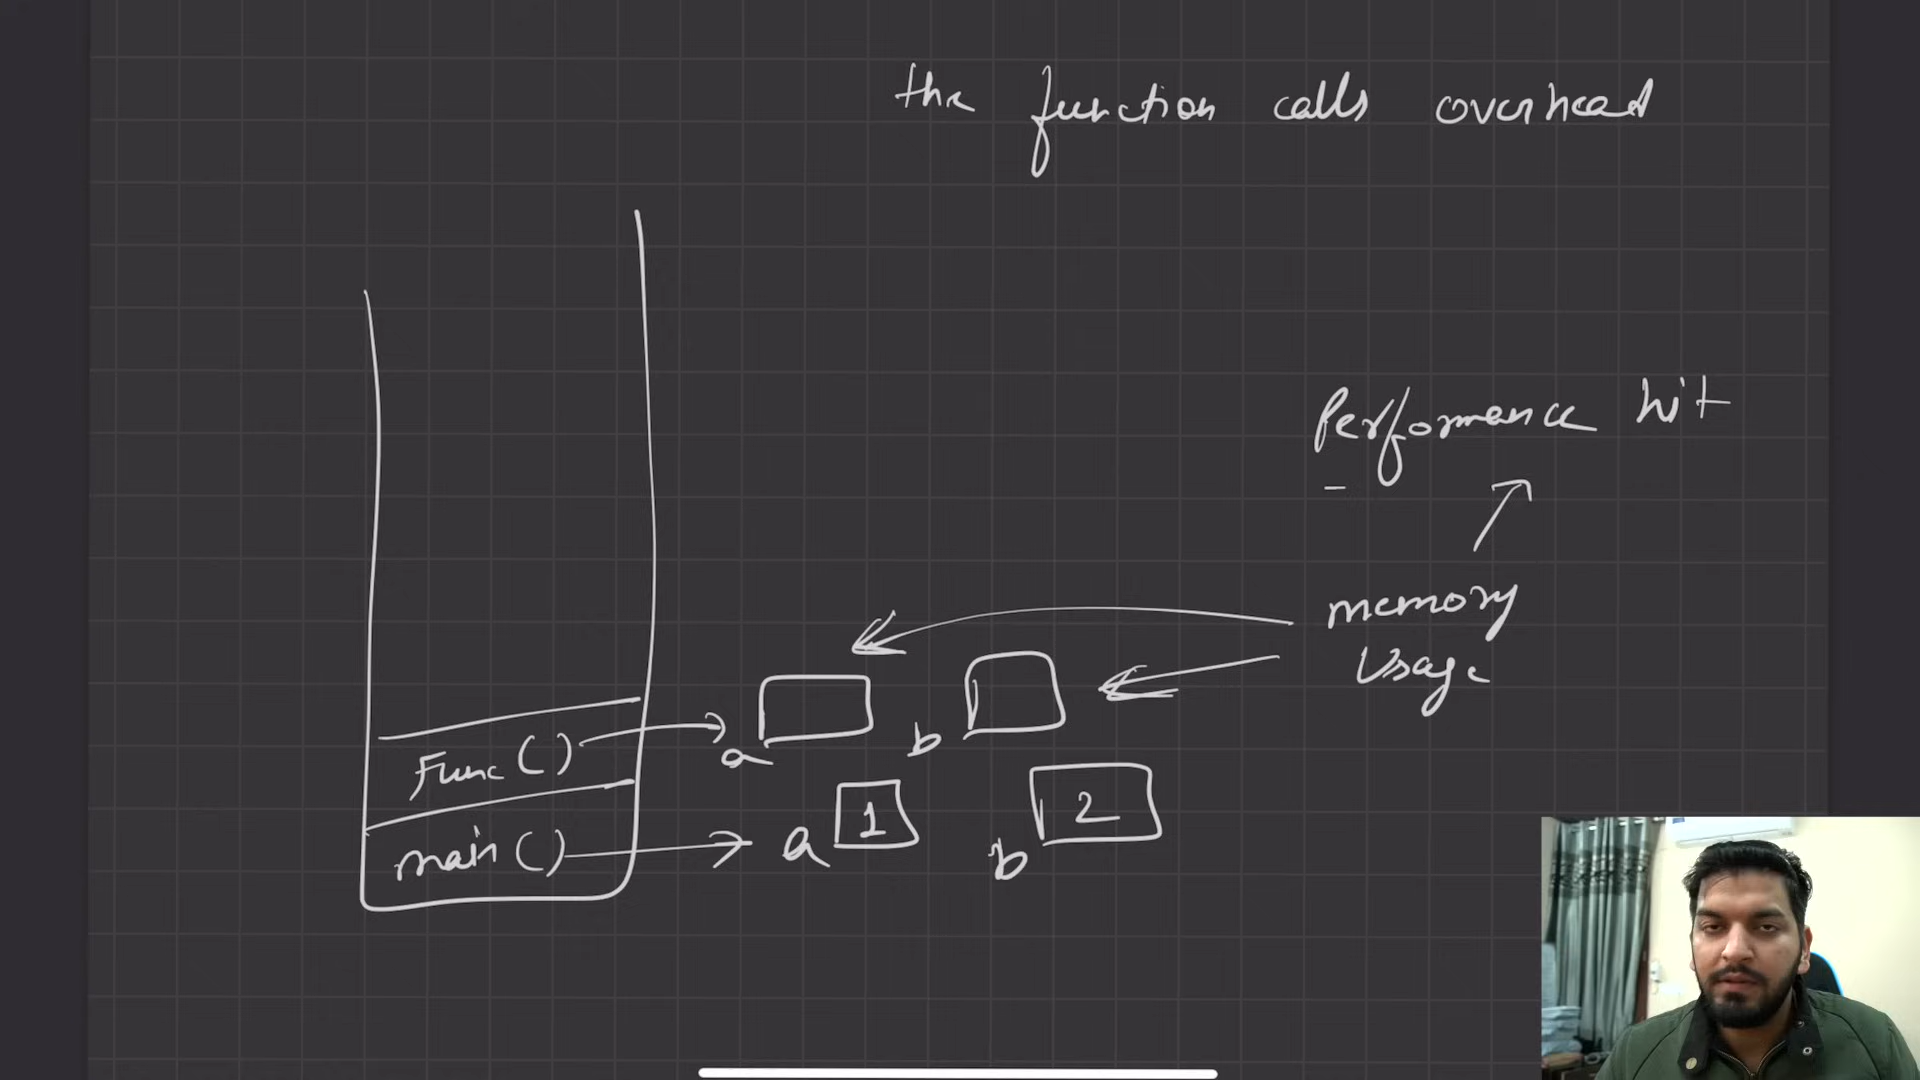 the function calls overhead
Performance hit
memory
Usage
Func()
a
b
main()
a 1
b 2